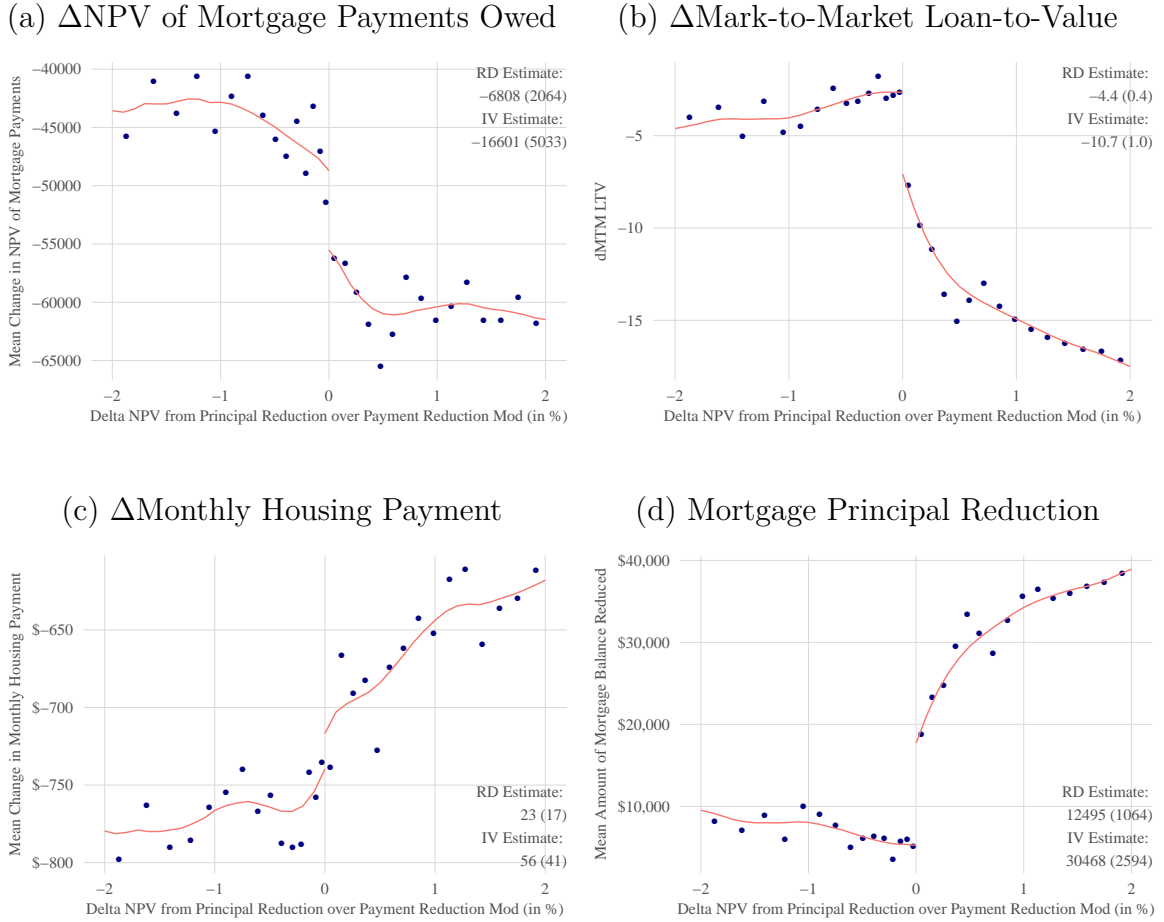 (a) ΔNPV of Mortgage Payments Owed
Mean Change in NPV of Mortgage Payments
−40000
−45000
−50000
−55000
−60000
−65000
RD Estimate:
−6808 (2064)
IV Estimate:
−16601 (5033)
−2 −1 0 1 2
Delta NPV from Principal Reduction over Payment Reduction Mod (in %)
(b) ΔMark-to-Market Loan-to-Value
dMTM LTV
−5
−10
−15
RD Estimate:
−4.4 (0.4)
IV Estimate:
−10.7 (1.0)
−2 −1 0 1 2
Delta NPV from Principal Reduction over Payment Reduction Mod (in %)
(c) ΔMonthly Housing Payment
Mean Change in Monthly Housing Payment
$−650
$−700
$−750
$−800
RD Estimate:
23 (17)
IV Estimate:
56 (41)
−2 −1 0 1 2
Delta NPV from Principal Reduction over Payment Reduction Mod (in %)
(d) Mortgage Principal Reduction
Mean Amount of Mortgage Balance Reduced
$40,000
$30,000
$20,000
$10,000
RD Estimate:
12495 (1064)
IV Estimate:
30468 (2594)
−2 −1 0 1 2
Delta NPV from Principal Reduction over Payment Reduction Mod (in %)